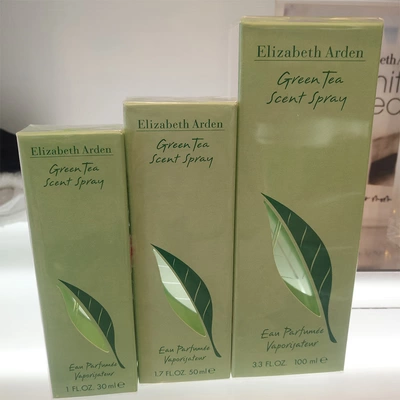 Elizabeth Arden
Green Tea
Scent Spray
Eau Parfumée
Vaporisateur
1 FL.OZ. 30 ml e
Elizabeth Arden
Green Tea
Scent Spray
Eau Parfumée
Vaporisateur
1.7 FL.OZ. 50 ml e
Elizabeth Arden
Green Tea
Scent Spray
Eau Parfumée
Vaporisateur
3.3 FL.OZ. 100 ml e